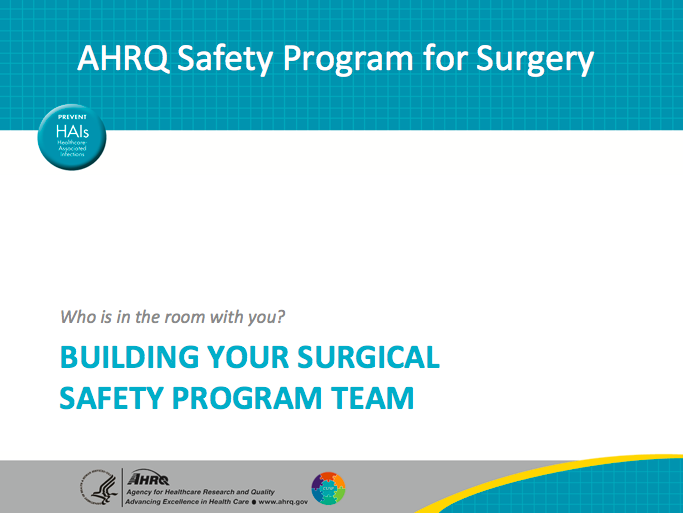 AHRQ Safety Program for Surgery
PREVENT
HAIs
Healthcare-
Associated
Infections
Who is in the room with you?
BUILDING YOUR SURGICAL
SAFETY PROGRAM TEAM
AHRQ
Agency for Healthcare Research and Quality
Advancing Excellence in Health Care ● www.ahrq.gov